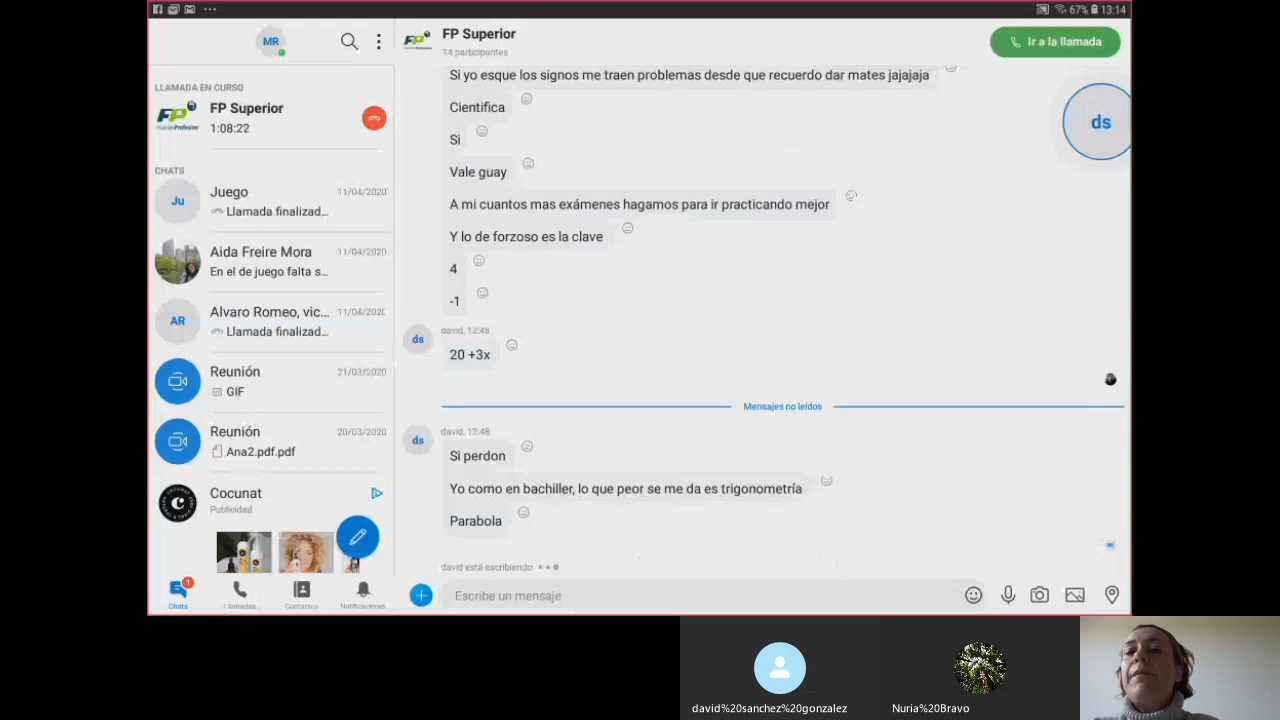 67% 13:14
MR
FP Superior
14 participantes
Ir a la llamada
LLAMADA EN CURSO
FP Superior
1:08:22
CHATS
Ju
Juego
11/04/2020
Llamada finalizad...
Aida Freire Mora
11/04/2020
En el de juego falta s...
AR
Alvaro Romeo, vic...
11/04/2020
Llamada finalizad...
Reunión
21/03/2020
GIF
Reunión
20/03/2020
Ana2.pdf.pdf
Cocunat
Publicidad
Chats
1
Llamadas...
Contactos
Notificaciones
Si yo esque los signos me traen problemas desde que recuerdo dar mates jajajaja
ds
Cientifica
Si
Vale guay
A mi cuantos mas exámenes hagamos para ir practicando mejor
Y lo de forzoso es la clave
4
-1
david, 12:48
ds
20 +3x
Mensajes no leídos
david, 12:48
ds
Si perdon
Yo como en bachiller, lo que peor se me da es trigonometría
Parabola
david está escribiendo
Escribe un mensaje
david%20sanchez%20gonzalez
Nuria%20Bravo